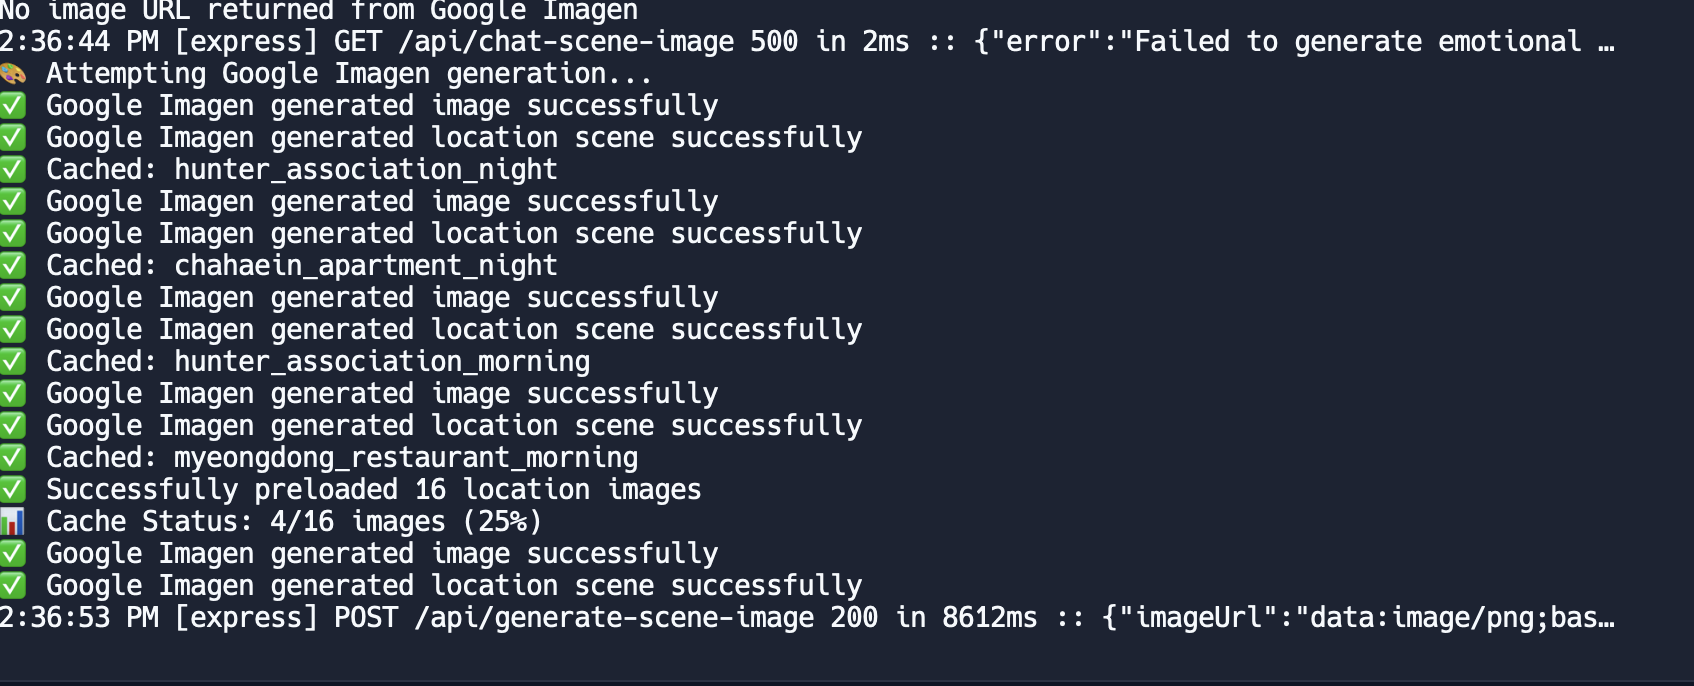 No image URL returned from Google Imagen
2:36:44 PM [express] GET /api/chat-scene-image 500 in 2ms :: {"error":"Failed to generate emotional …
🎨 Attempting Google Imagen generation...
✅ Google Imagen generated image successfully
✅ Google Imagen generated location scene successfully
✅ Cached: hunter_association_night
✅ Google Imagen generated image successfully
✅ Google Imagen generated location scene successfully
✅ Cached: chahaein_apartment_night
✅ Google Imagen generated image successfully
✅ Google Imagen generated location scene successfully
✅ Cached: hunter_association_morning
✅ Google Imagen generated image successfully
✅ Google Imagen generated location scene successfully
✅ Cached: myeongdong_restaurant_morning
✅ Successfully preloaded 16 location images
📊 Cache Status: 4/16 images (25%)
✅ Google Imagen generated image successfully
✅ Google Imagen generated location scene successfully
2:36:53 PM [express] POST /api/generate-scene-image 200 in 8612ms :: {"imageUrl":"data:image/png;bas…